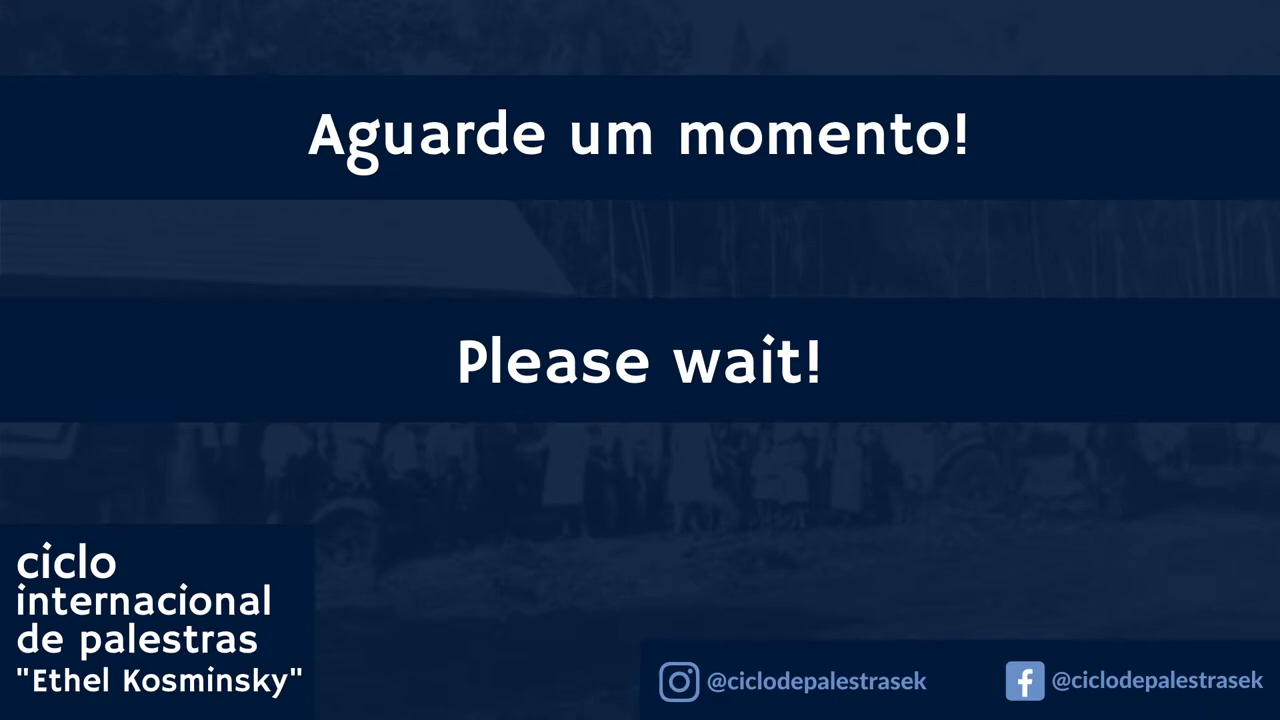 Aguarde um momento!
Please wait!
ciclo
internacional
de palestras
"Ethel Kosminsky"
@ciclodepalestrasek
@ciclodepalestrasek